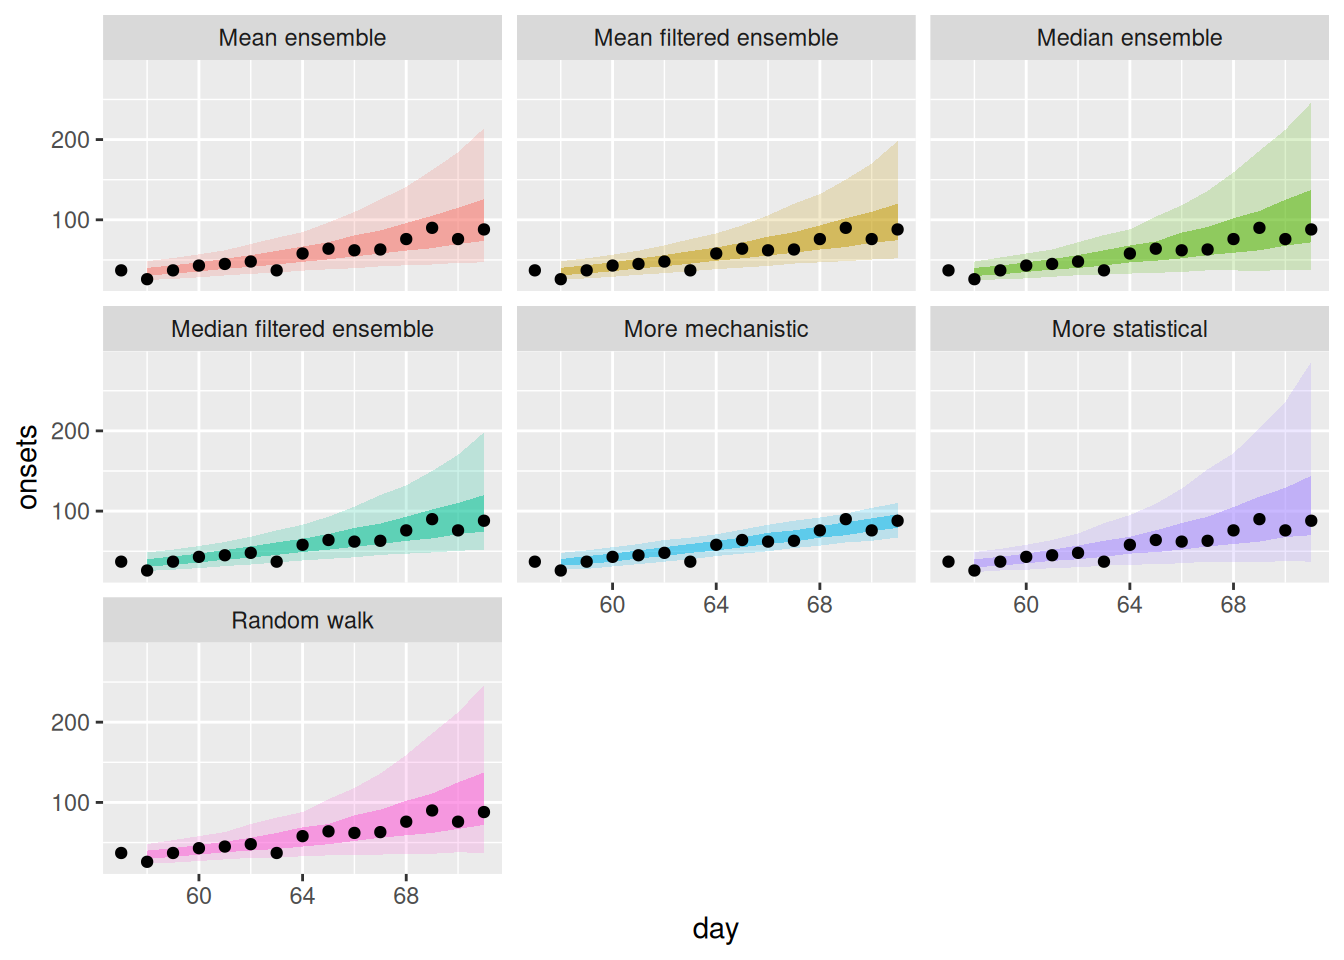 Mean ensemble
Mean filtered ensemble
Median ensemble
200
100
Median filtered ensemble
More mechanistic
More statistical
200
100
60
64
68
60
64
68
Random walk
200
100
60
64
68
onsets
day